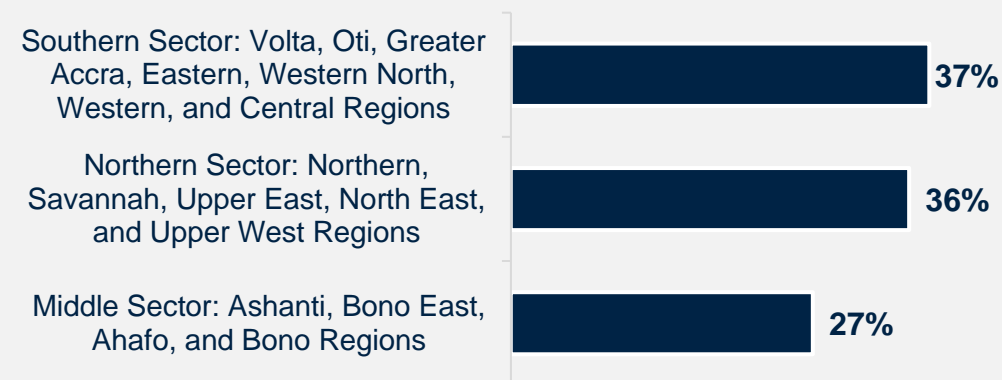 Southern Sector: Volta, Oti, Greater
Accra, Eastern, Western North,
Western, and Central Regions
37%
Northern Sector: Northern,
Savannah, Upper East, North East,
and Upper West Regions
36%
Middle Sector: Ashanti, Bono East,
Ahafo, and Bono Regions
27%